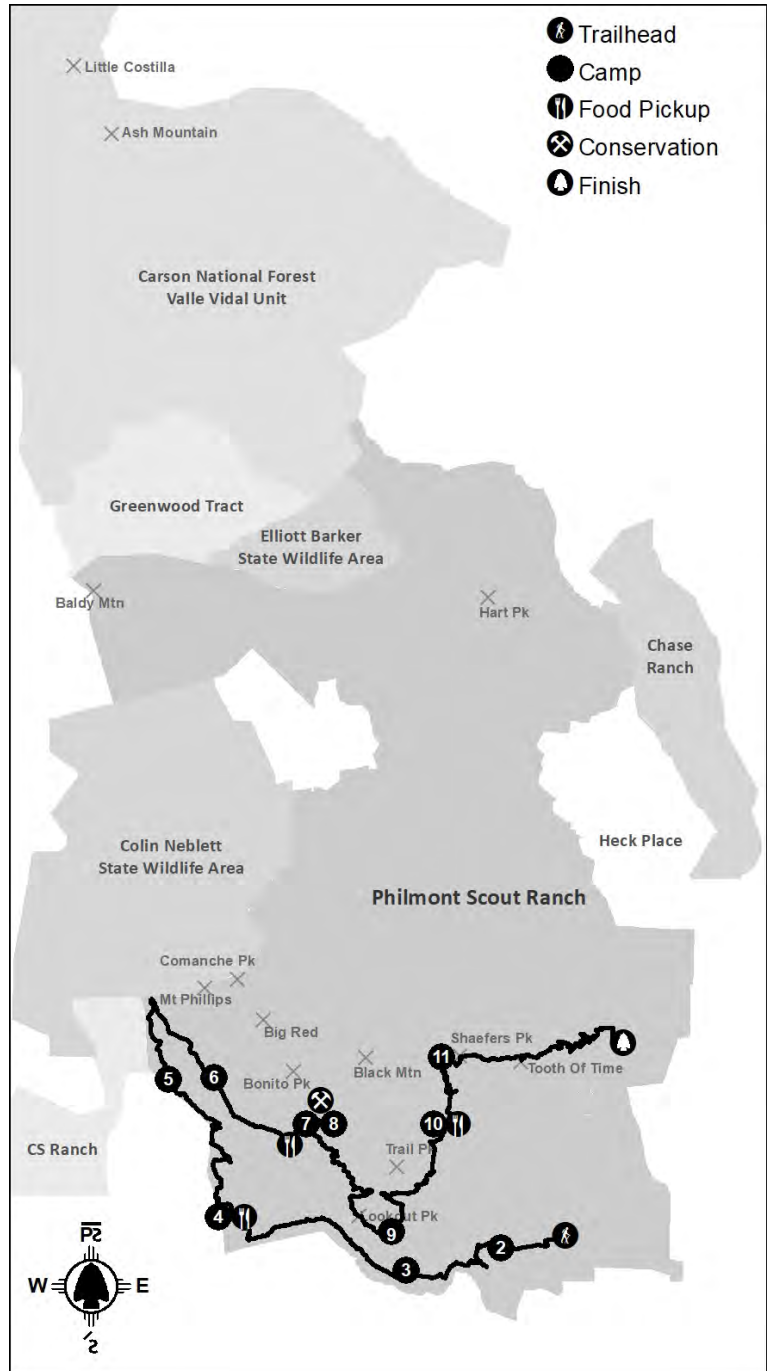 Trailhead
Camp
Food Pickup
Conservation
Finish
Little Costilla
Ash Mountain
Carson National Forest
Valle Vidal Unit
Greenwood Tract
Elliott Barker
State Wildlife Area
Baldy Mtn
Hart Pk
Chase
Ranch
Heck Place
Colin Neblett
State Wildlife Area
Philmont Scout Ranch
Comanche Pk
Mt Phillips
Big Red
Shaefers Pk
11
Black Mtn
Tooth Of Time
Bonito Pk
5
6
7
8
10
Trail Pk
CS Ranch
4
Lookout Pk
9
2
3
W
E